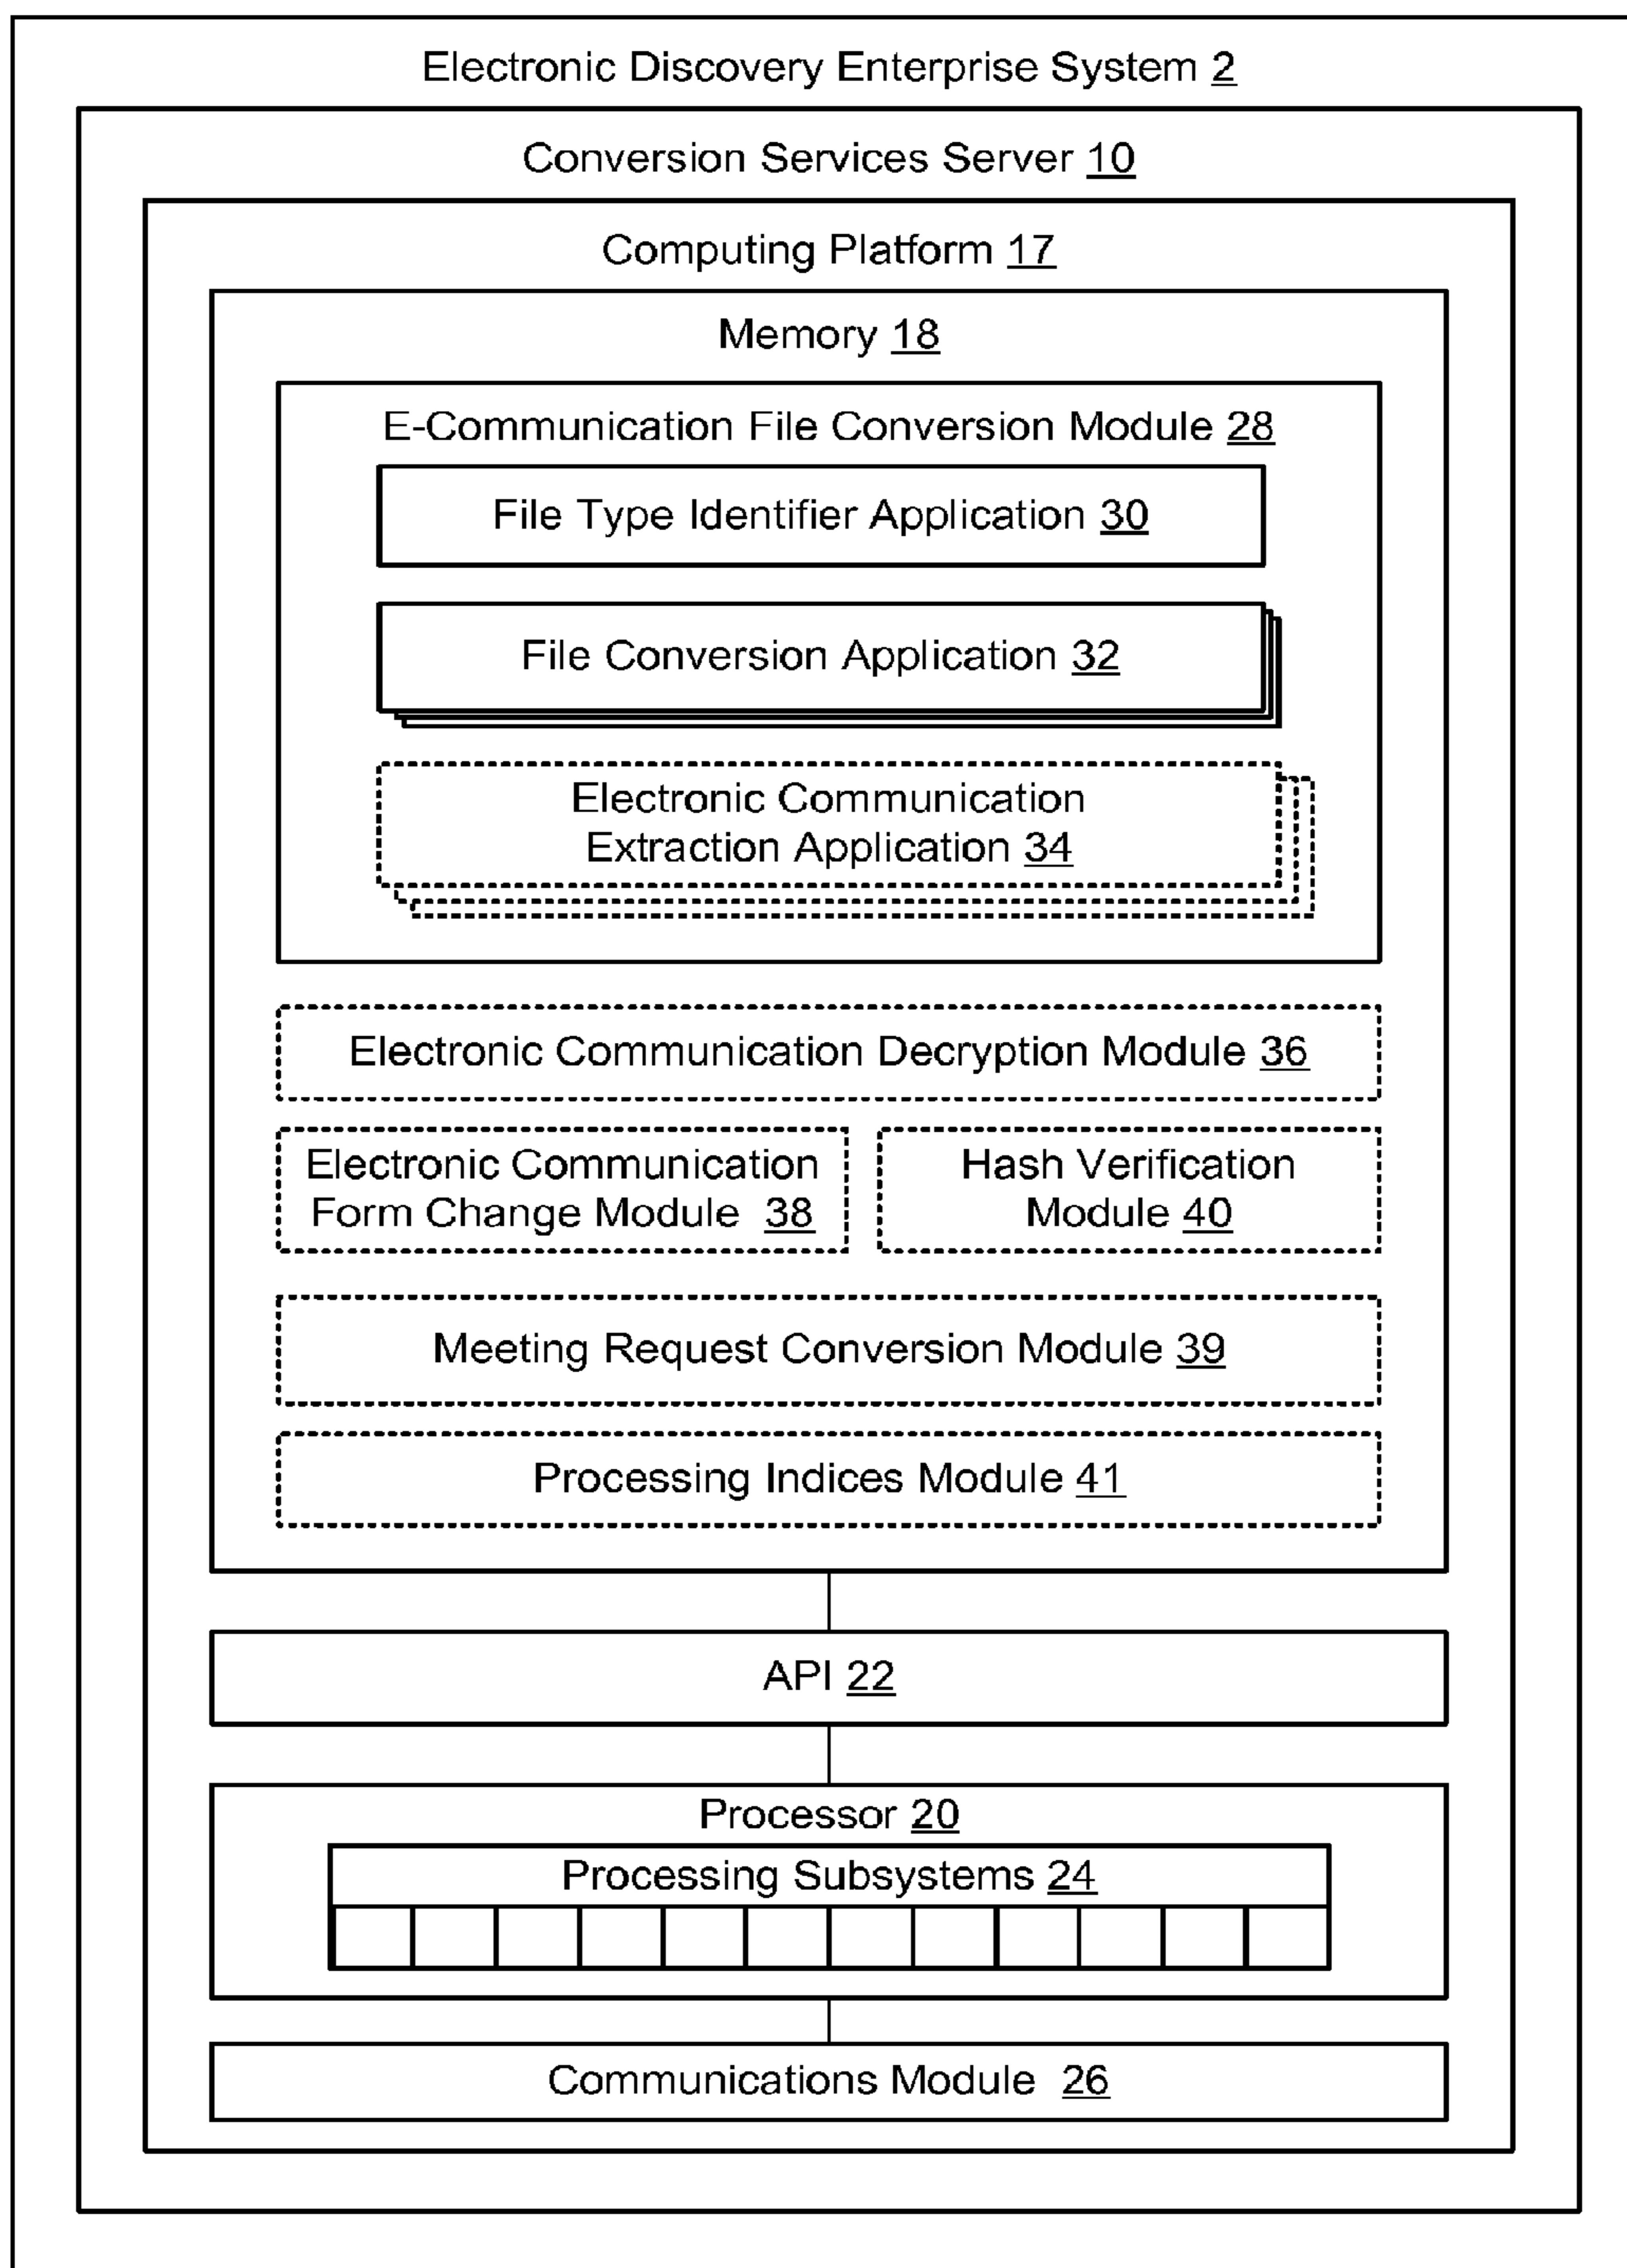 Electronic Discovery Enterprise System 2
Conversion Services Server 10
Computing Platform 17
Memory 18
E-Communication File Conversion Module 28
File Type Identifier Application 30
File Conversion Application 32
Electronic Communication
Extraction Application 34
Electronic Communication Decryption Module 36
Electronic Communication
Form Change Module 38
Hash Verification
Module 40
Meeting Request Conversion Module 39
Processing Indices Module 41
API 22
Processor 20
Processing Subsystems 24
Communications Module 26